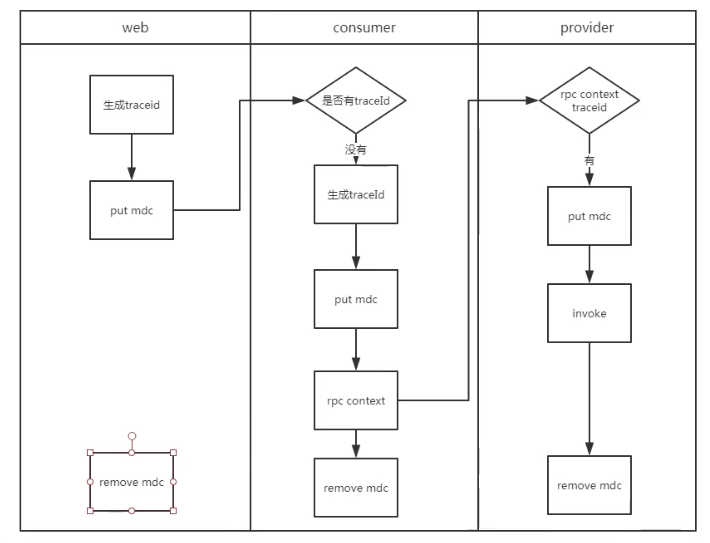 web
consumer
provider
生成traceid
put mdc
remove mdc
是否有traceId
没有
生成traceId
put mdc
rpc context
remove mdc
rpc context
traceid
有
put mdc
invoke
remove mdc